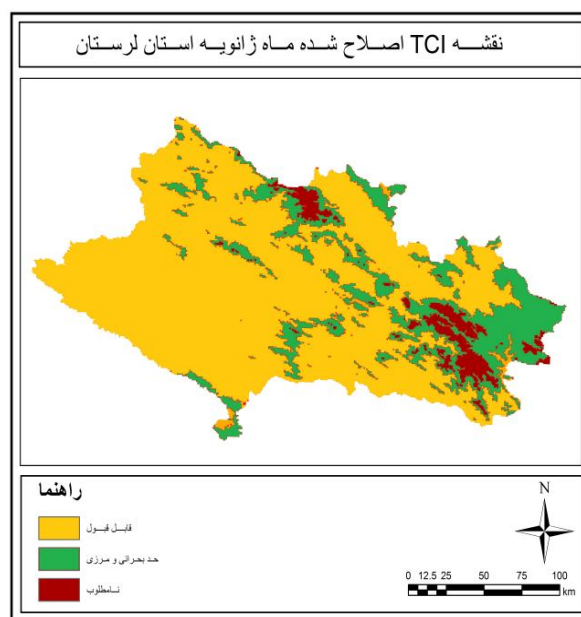 نقشه TCI اصلاح شده ماه ژانویه استان لرستان
راهنما
قابل قبول
حد بحرانی و مرزی
نامطلوب
N
0 12.5 25 50 75 100
km